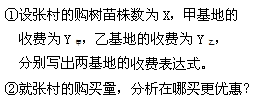 ①设张村的购树苗株数为X，甲基地的
收费为Y甲，乙基地的收费为Y乙，
分别写出两基地的收费表达式。
②就张村的购买量，分析在哪买更优惠？